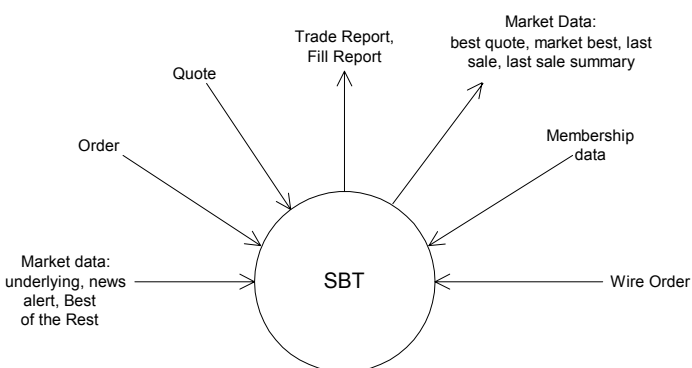 Market Data:
best quote, market best, last
sale, last sale summary
Trade Report,
Fill Report
Quote
Order
Membership
data
Market data:
underlying, news
alert, Best
of the Rest
SBT
Wire Order